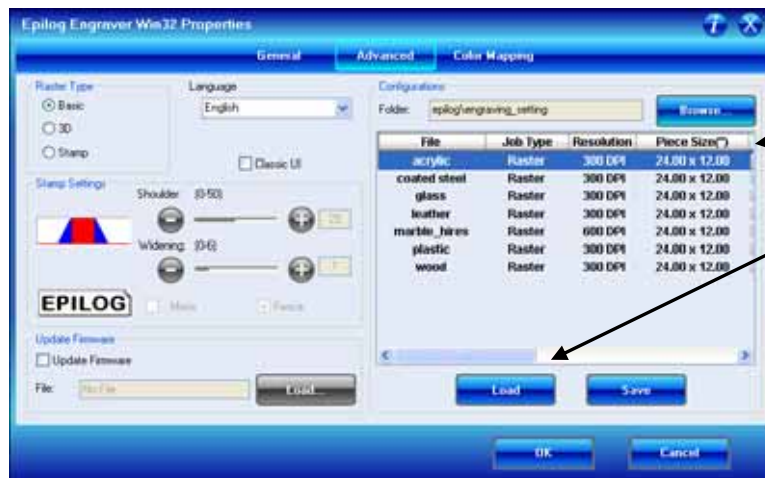 Epilog Engraver Win32 Properties
General Advanced Color Mapping
Raster Type
Basic
3D
Stamp
Language
English
Classic UI
Stamp Settings
Shoulder (0-50)
Widening (0-6)
EPILOG
Fence
Update Firmware
Update Firmware
File: No File Load...
Configurations
Folder: epilog\engraving_setting Browse...
File Job Type Resolution Piece Size(")
acrylic Raster 300 DPI 24.00 x 12.00
coated steel Raster 300 DPI 24.00 x 12.00
glass Raster 300 DPI 24.00 x 12.00
leather Raster 300 DPI 24.00 x 12.00
marble_hires Raster 600 DPI 24.00 x 12.00
plastic Raster 300 DPI 24.00 x 12.00
wood Raster 300 DPI 24.00 x 12.00
Load Save
OK Cancel